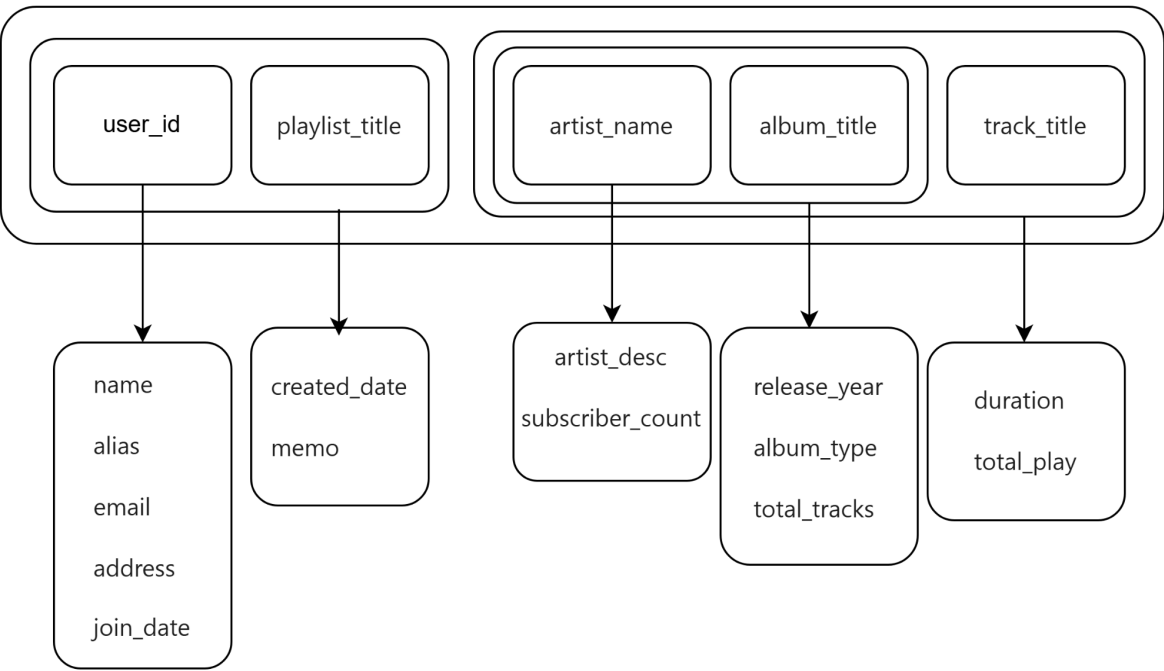 user_id
playlist_title
artist_name
album_title
track_title
name
alias
email
address
join_date
created_date
memo
artist_desc
subscriber_count
release_year
album_type
total_tracks
duration
total_play